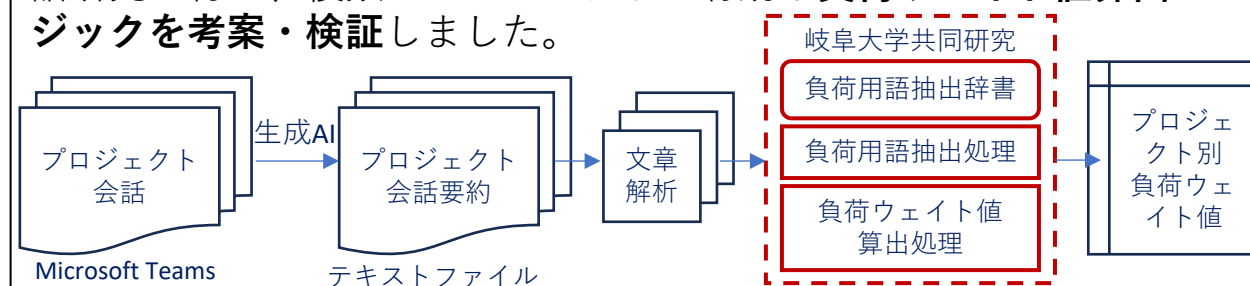 ジックを考案・検証しました。
岐阜大学共同研究
負荷用語抽出辞書
負荷用語抽出処理
負荷ウェイト値
算出処理
プロジェクト
会話
Microsoft Teams
生成AI
プロジェクト
会話要約
テキストファイル
文章
解析
プロジェ
クト別
負荷ウェ
イト値